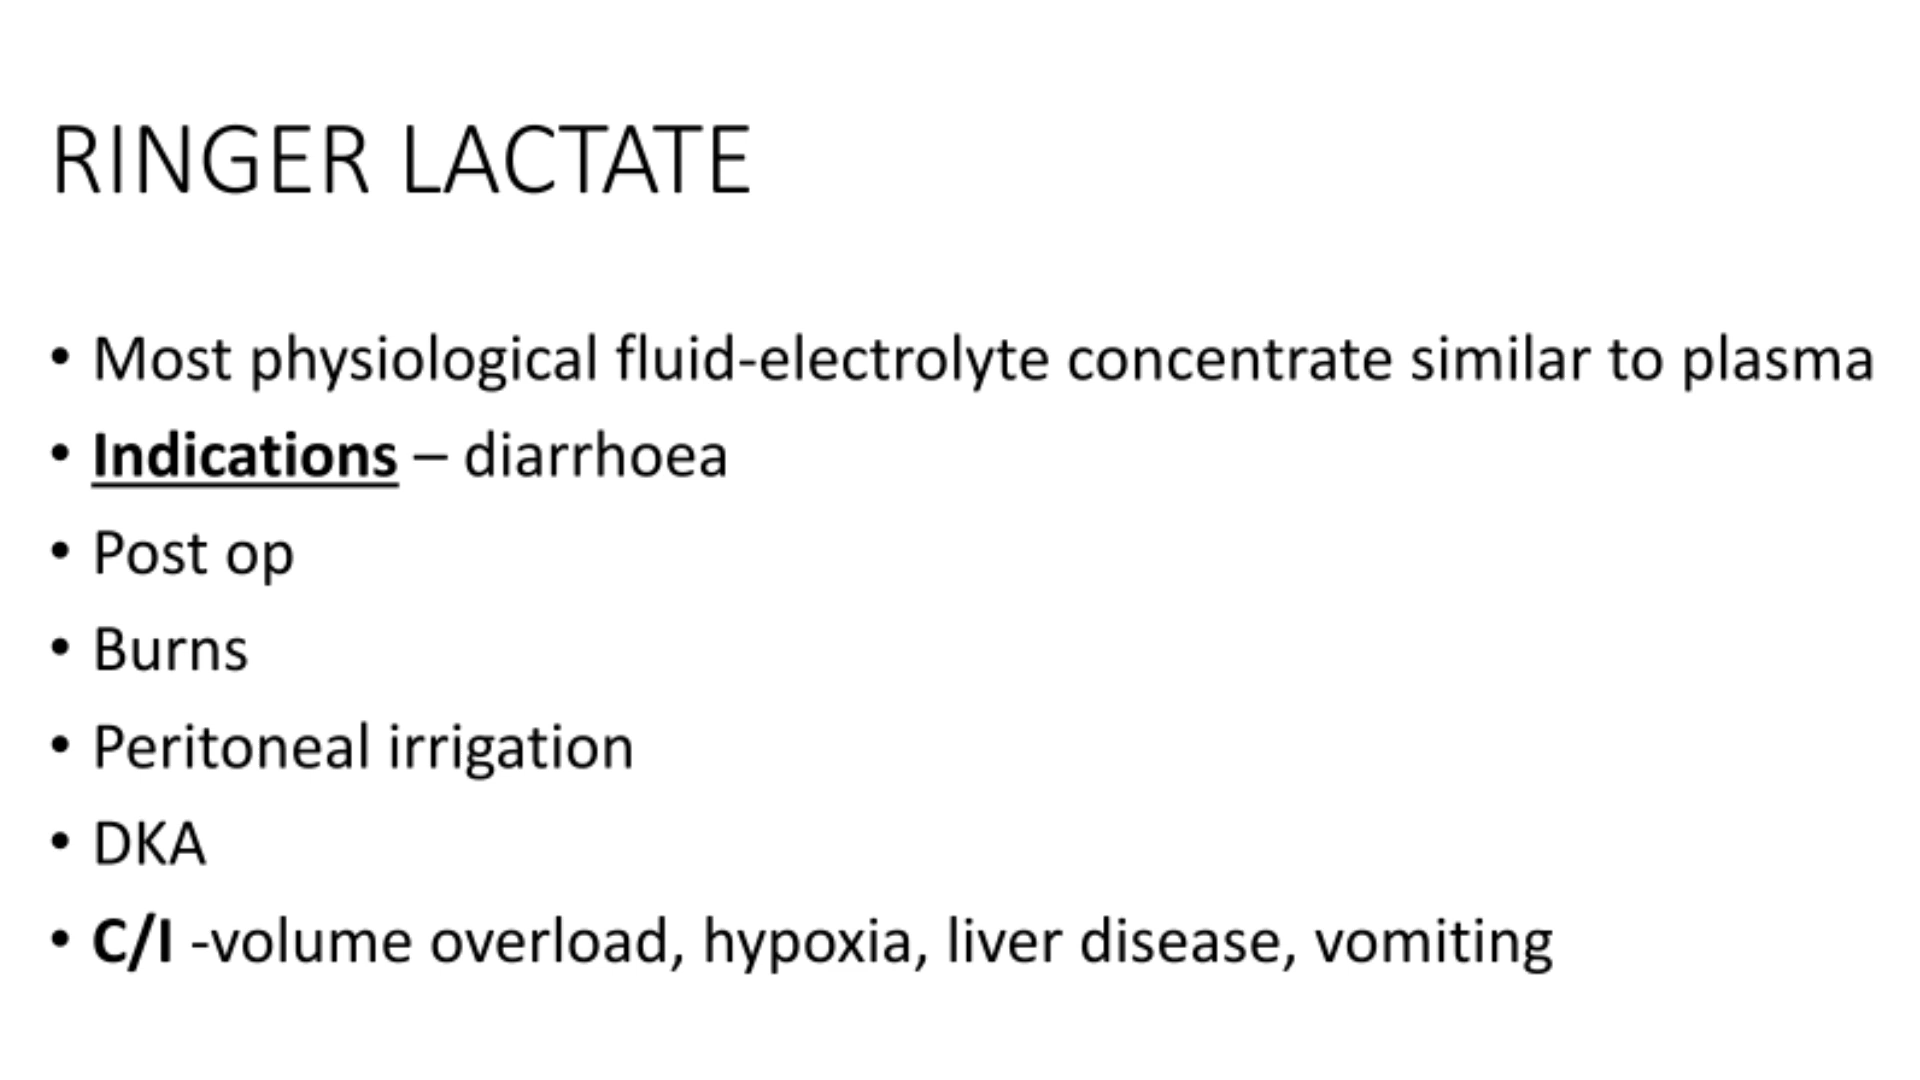 RINGER LACTATE
• Most physiological fluid-electrolyte concentrate similar to plasma
• Indications – diarrhoea
• Post op
• Burns
• Peritoneal irrigation
• DKA
• C/I -volume overload, hypoxia, liver disease, vomiting